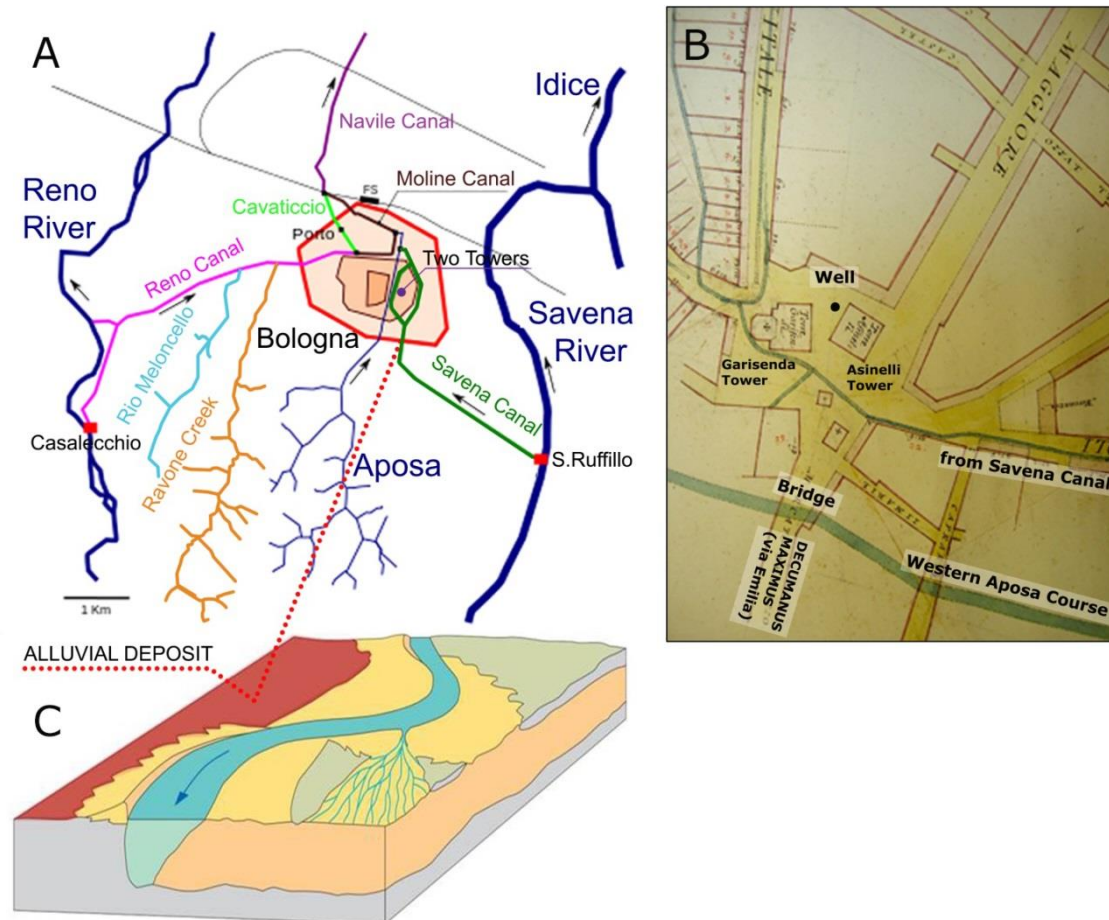 A
Reno
River
Navile Canal
Idice
Moline Canal
FS
Cavaticcio
Porto
Two Towers
Reno Canal
Rio Meloncello
Ravone Creek
Bologna
Savena
River
Savena Canal
Casalecchio
Aposa
S.Ruffillo
1 Km
ALLUVIAL DEPOSIT
C
B
ITALE
MAGGIORE
Well
Garisenda
Tower
Asinelli
Tower
from Savena Canal
Bridge
DECUMANUS
MAXIMUS
(via Emilia)
Western Aposa Course